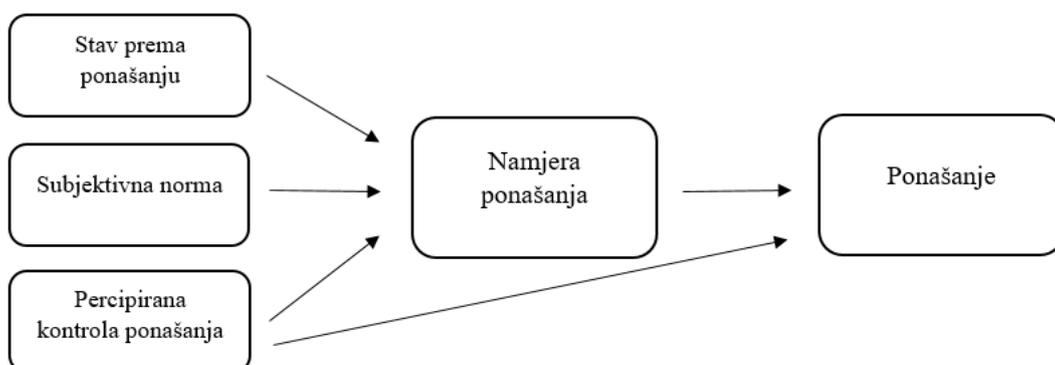 Stav prema
ponašanju
Subjektivna norma
Percipirana
kontrola ponašanja
Namjera
ponašanja
Ponašanje